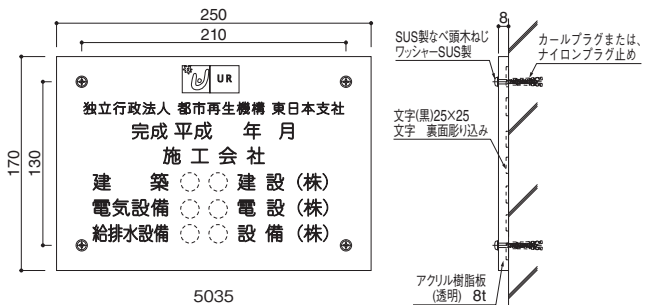 250
210
170
130
UR
独立行政法人 都市再生機構 東日本支社
完成 平成 年 月
施工会社
建築 建設(株)
電気設備 電設(株)
給排水設備 設備(株)
5035
8
SUS製なべ頭木ねじ
ワッシャーSUS製
カールプラグまたは、
ナイロンプラグ止め
文字(黒)25×25
文字 裏面彫り込み
アクリル樹脂板
(透明) 8t